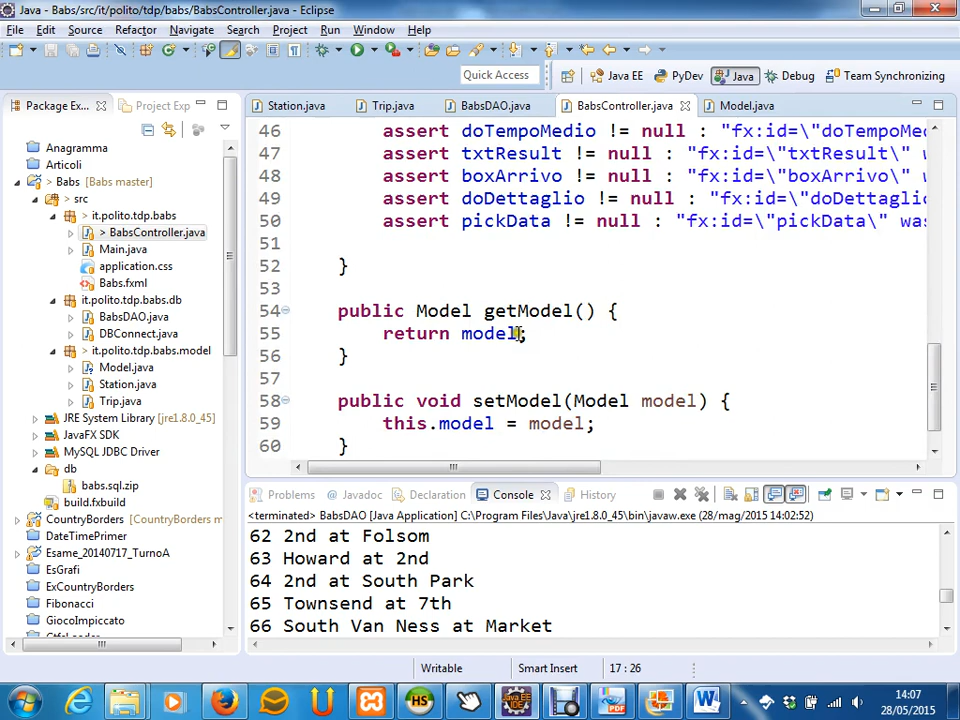 Java - Babs/src/it/polito/tdp/babs/BabsController.java - Eclipse
File Edit Source Refactor Navigate Search Project Run Window Help
Quick Access Java EE PyDev Java Debug Team Synchronizing
Package Ex... Project Exp
Station.java Trip.java BabsDAO.java BabsController.java Model.java
Anagramma
Articoli
> Babs [Babs master]
> src
> it.polito.tdp.babs
> BabsController.java
Main.java
application.css
Babs.fxml
it.polito.tdp.babs.db
BabsDAO.java
DBConnect.java
> it.polito.tdp.babs.model
Model.java
Station.java
Trip.java
JRE System Library [jre1.8.0_45]
JavaFX SDK
MySQL JDBC Driver
db
babs.sql.zip
build.fxbuild
CountryBorders [CountryBorders m
DateTimePrimer
Esame_20140717_TurnoA
EsGrafi
ExCountryBorders
Fibonacci
GiocoImpiccato
46 assert doTempoMedio != null : "fx:id=\"doTempoMed
47 assert txtResult != null : "fx:id=\"txtResult\" w
48 assert boxArrivo != null : "fx:id=\"boxArrivo\" w
49 assert doDettaglio != null : "fx:id=\"doDettaglio
50 assert pickData != null : "fx:id=\"pickData\" was
51
52 }
53
54 public Model getModel() {
55 return model;
56 }
57
58 public void setModel(Model model) {
59 this.model = model;
60 }
Problems Javadoc Declaration Console History
<terminated> BabsDAO [Java Application] C:\Program Files\Java\jre1.8.0_45\bin\javaw.exe (28/mag/2015 14:02:52)
62 2nd at Folsom
63 Howard at 2nd
64 2nd at South Park
65 Townsend at 7th
66 South Van Ness at Market
Writable Smart Insert 17 : 26
14:07
28/05/2015